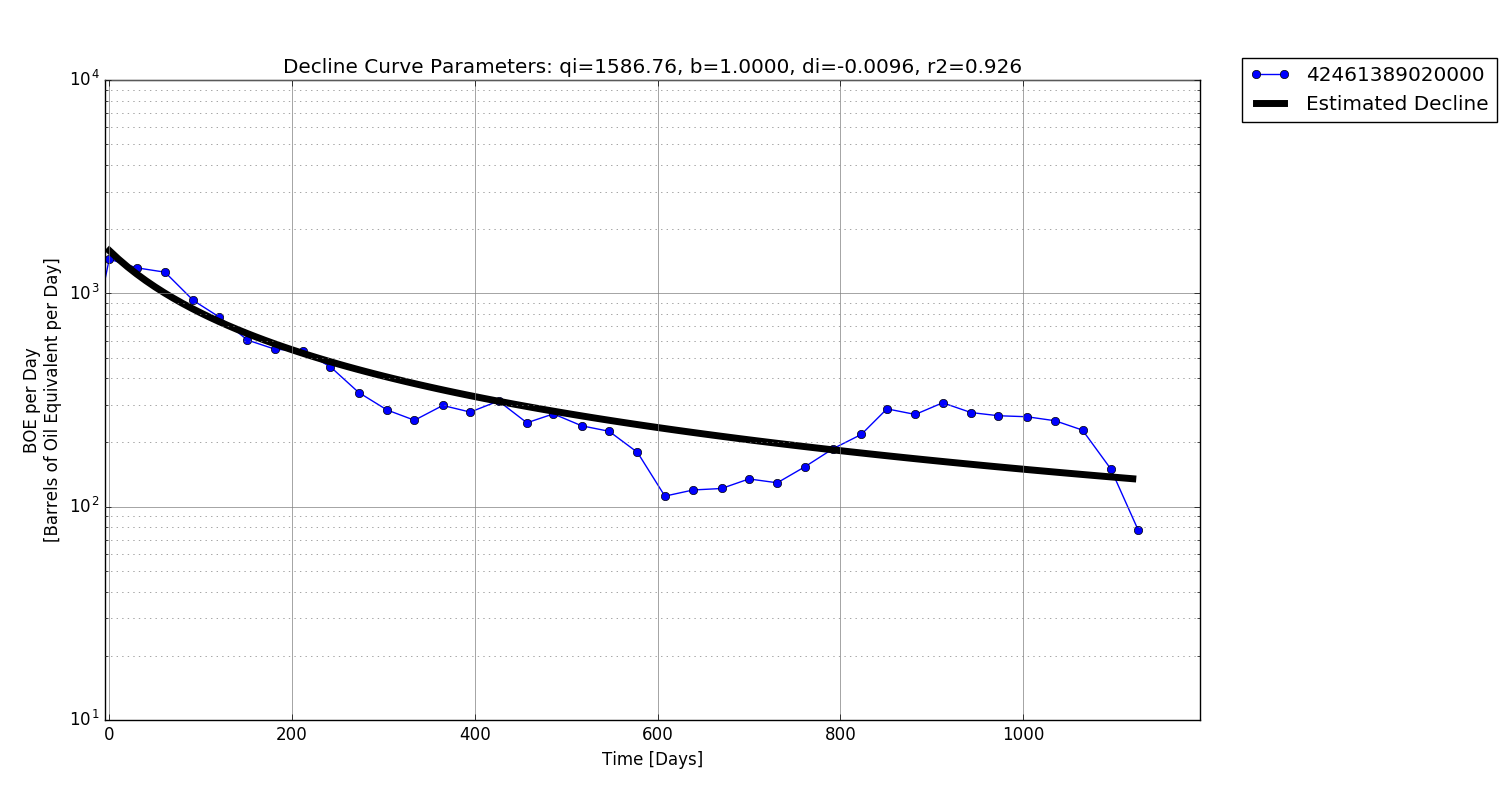 Decline Curve Parameters: qi=1586.76, b=1.0000, di=-0.0096, r2=0.926
42461389020000
Estimated Decline
10^4
10^3
10^2
10^1
BOE per Day
[Barrels of Oil Equivalent per Day]
0 200 400 600 800 1000
Time [Days]